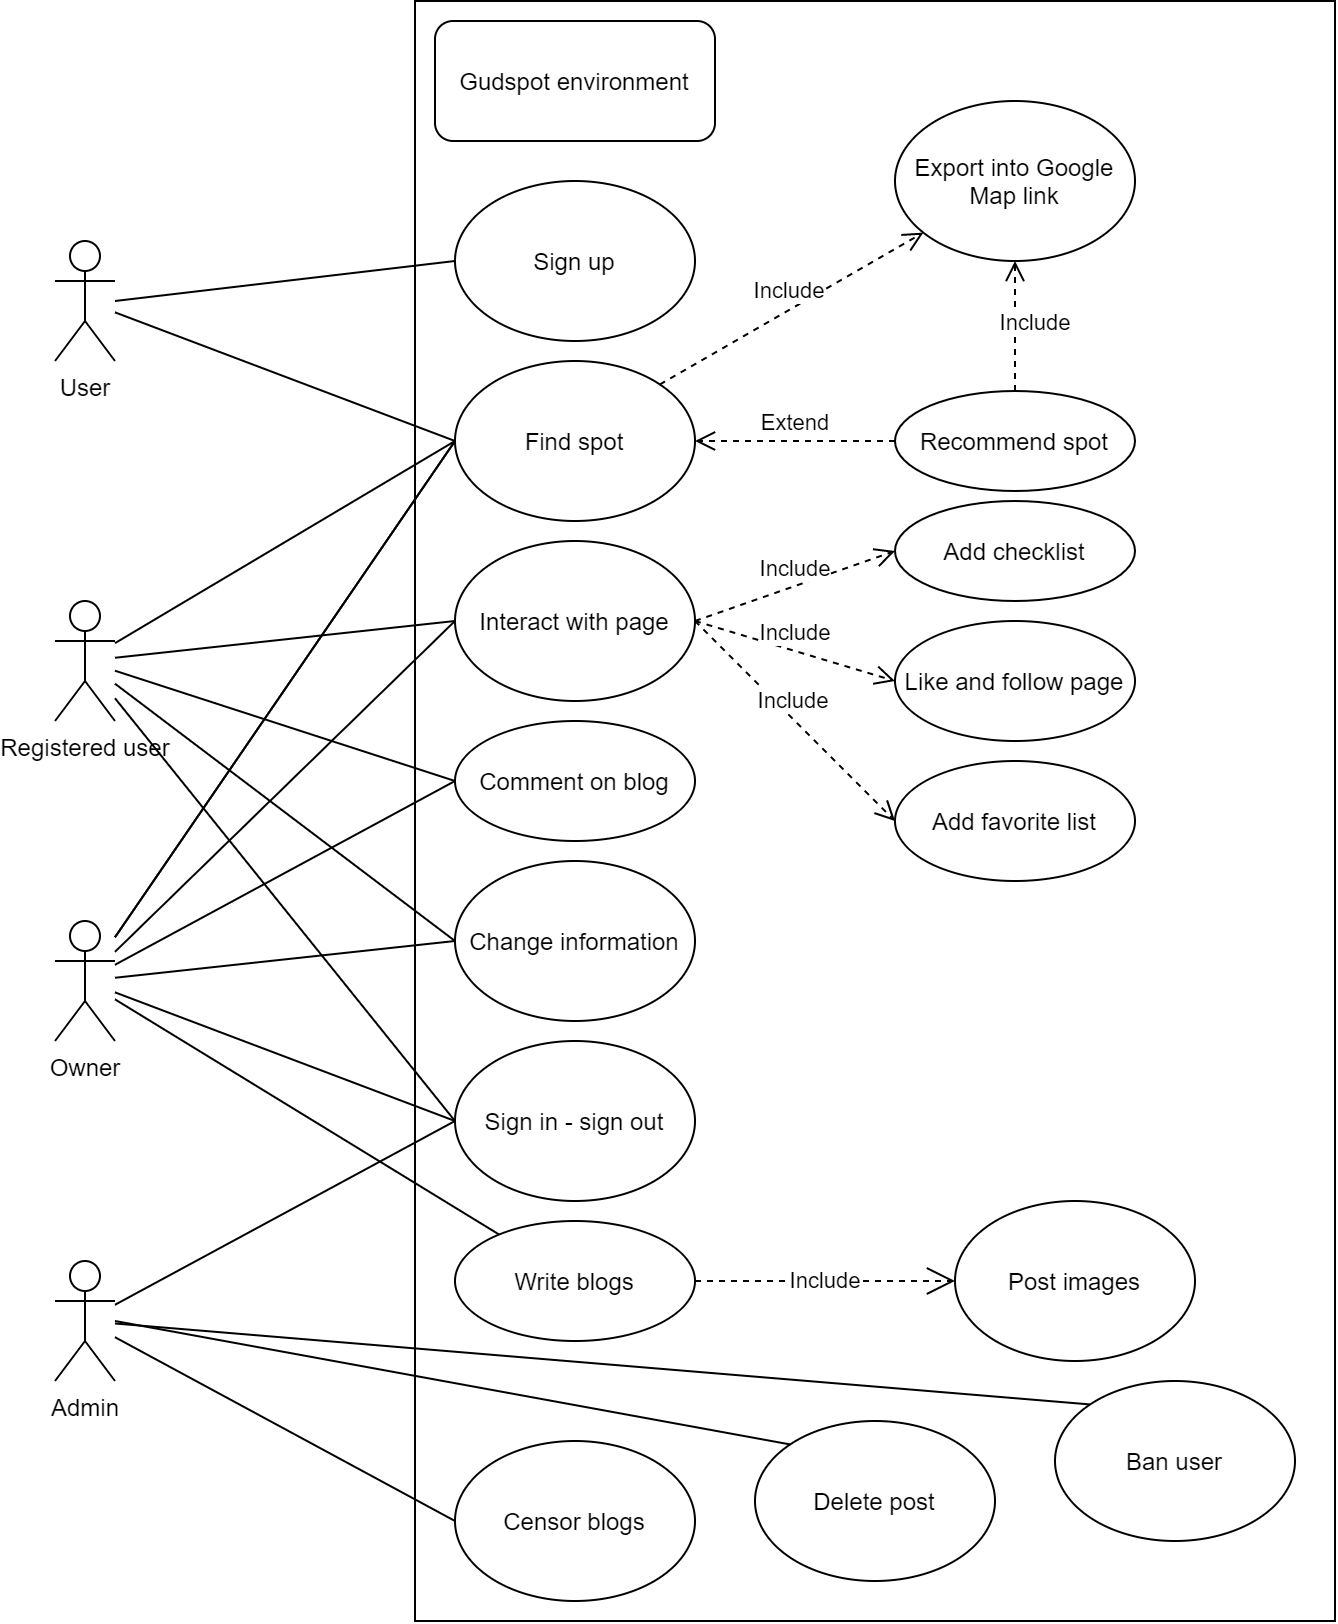 Gudspot environment
Export into Google
Map link
Sign up
Include
Include
User
Find spot
Extend
Recommend spot
Add checklist
Include
Interact with page
Include
Like and follow page
Include
Registered user
Comment on blog
Add favorite list
Change information
Owner
Sign in - sign out
Write blogs
Include
Post images
Admin
Ban user
Delete post
Censor blogs